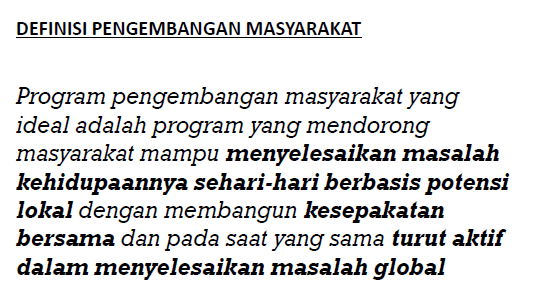 DEFINISI PENGEMBANGAN MASYARAKAT
Program pengembangan masyarakat yang
ideal adalah program yang mendorong
masyarakat mampu menyelesaikan masalah
kehidupaannya sehari-hari berbasis potensi
lokal dengan membangun kesepakatan
bersama dan pada saat yang sama turut aktif
dalam menyelesaikan masalah global